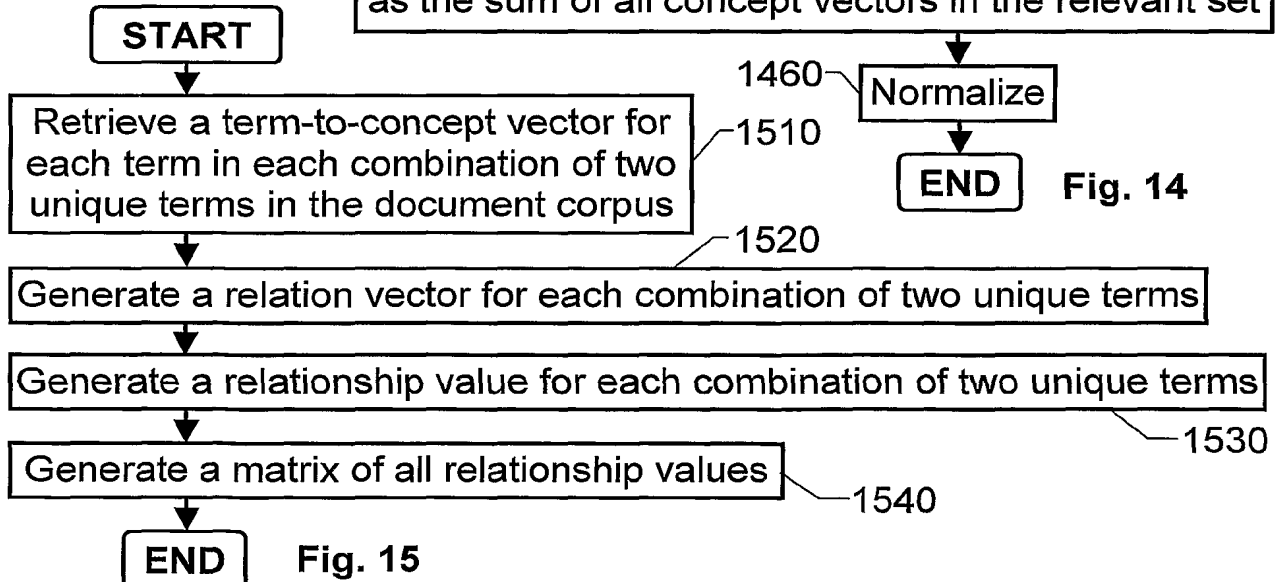 as the sum of all concept vectors in the relevant set
1460
Normalize
END
Fig. 14
START
Retrieve a term-to-concept vector for
each term in each combination of two
unique terms in the document corpus
1510
1520
Generate a relation vector for each combination of two unique terms
Generate a relationship value for each combination of two unique terms
1530
Generate a matrix of all relationship values
1540
END
Fig. 15